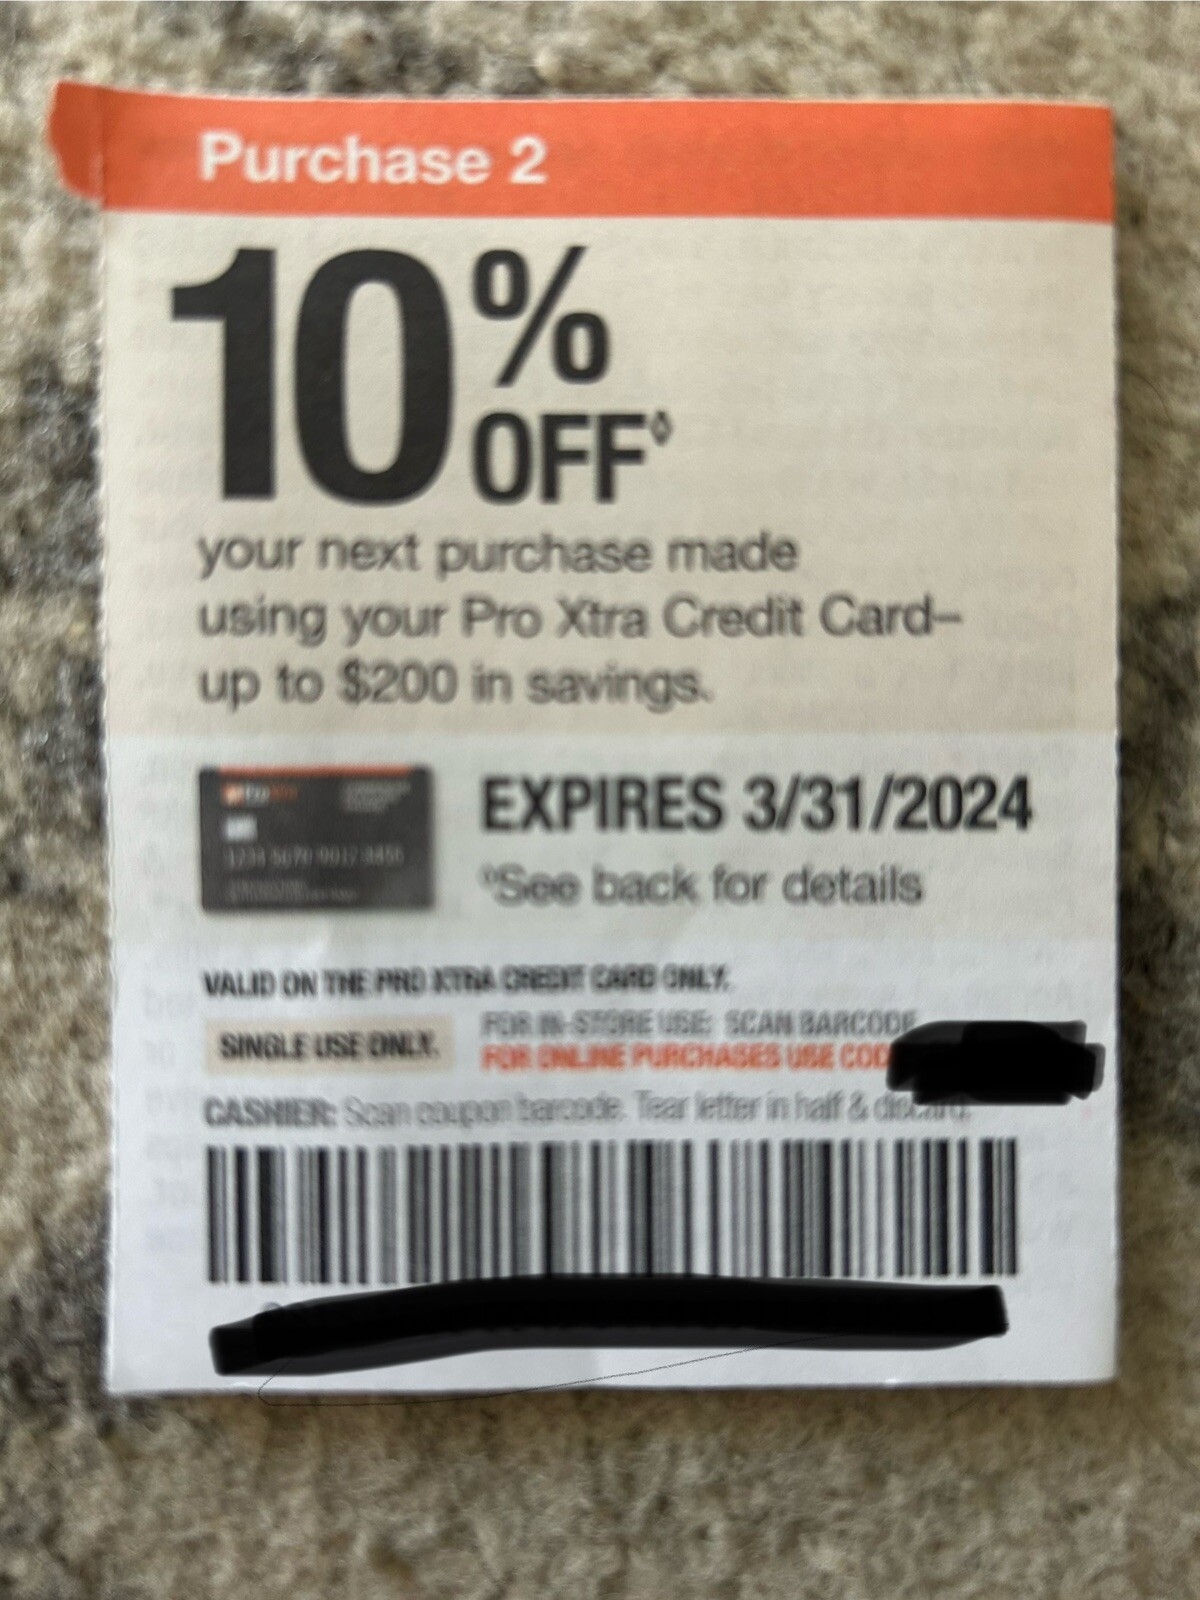 Purchase 2
10%
OFF◊
your next purchase made
using your Pro Xtra Credit Card–
up to $200 in savings.
EXPIRES 3/31/2024
◊See back for details
VALID ON THE PRO XTRA CREDIT CARD ONLY.
SINGLE USE ONLY.
FOR IN-STORE USE: SCAN BARCODE
FOR ONLINE PURCHASES USE COD
CASHIER: Scan coupon barcode. Tear letter in half & discard.